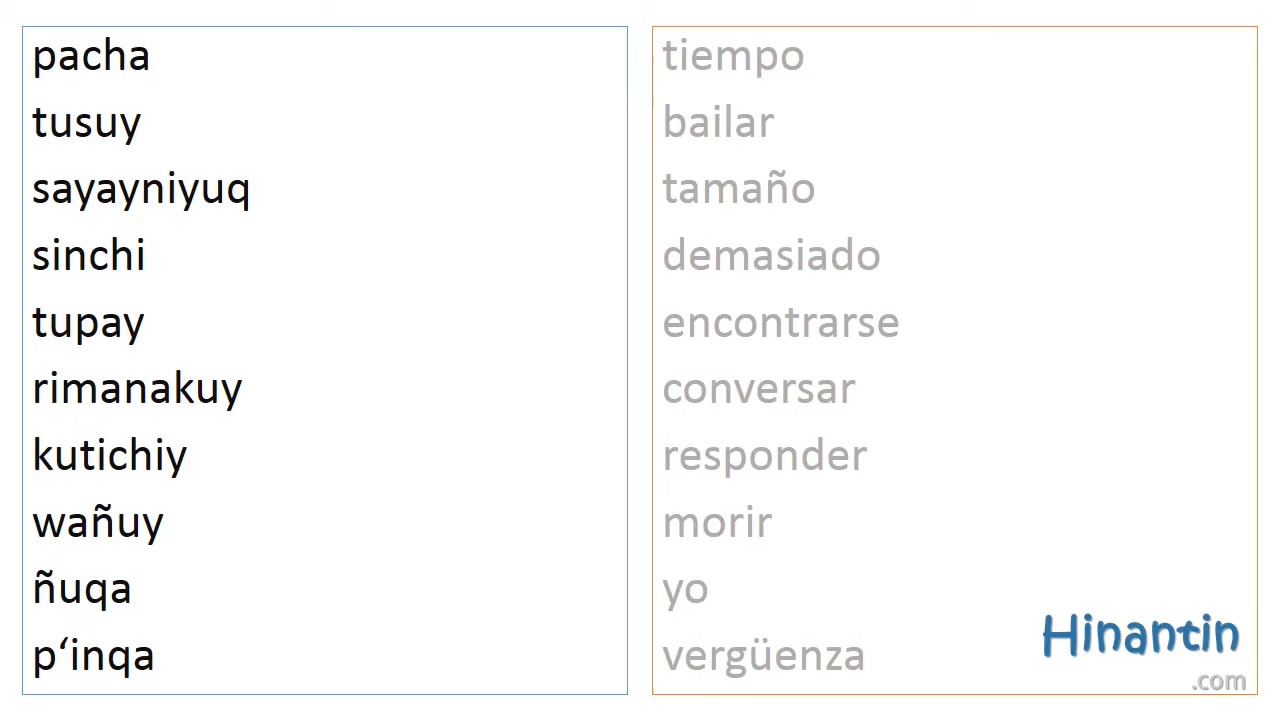 pacha
tusuy
sayayniyuq
sinchi
tupay
rimanakuy
kutichiy
wañuy
ñuqa
p‘inqa
tiempo
bailar
tamaño
demasiado
encontrarse
conversar
responder
morir
yo
vergüenza
Hinantin
.com